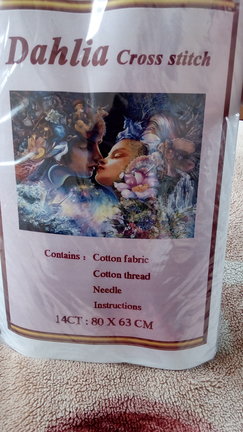 Dahlia Cross stitch
Contains : Cotton fabric
Cotton thread
Needle
Instructions
14CT : 80 X 63 CM